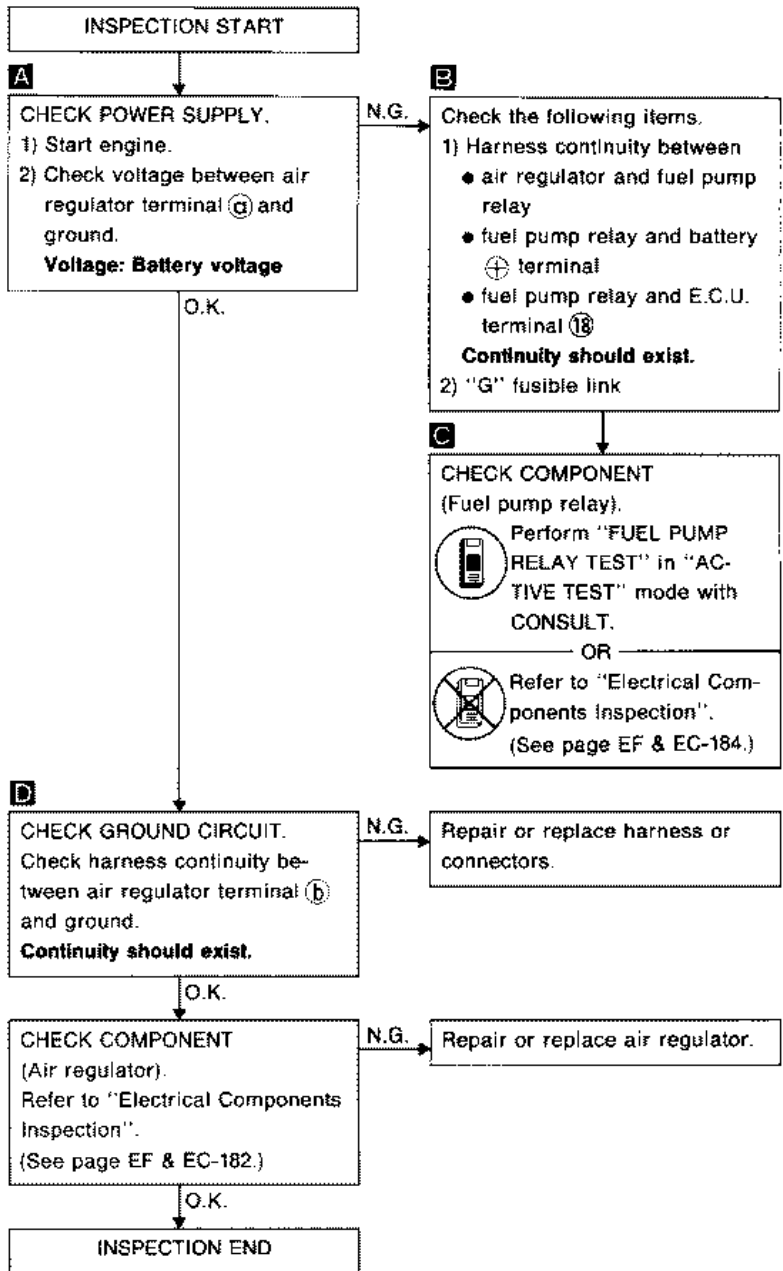 INSPECTION START
A
CHECK POWER SUPPLY.
1) Start engine.
2) Check voltage between air
regulator terminal ⓐ and
ground.
Voltage: Battery voltage
N.G.
O.K.
B
Check the following items.
1) Harness continuity between
● air regulator and fuel pump
relay
● fuel pump relay and battery
⊕ terminal
● fuel pump relay and E.C.U.
terminal ⑱
Continuity should exist.
2) "G" fusible link
C
CHECK COMPONENT
(Fuel pump relay).
Perform "FUEL PUMP
RELAY TEST" in "AC-
TIVE TEST" mode with
CONSULT.
OR
Refer to "Electrical Com-
ponents Inspection".
(See page EF & EC-184.)
D
CHECK GROUND CIRCUIT.
Check harness continuity be-
tween air regulator terminal ⓑ
and ground.
Continuity should exist.
N.G.
Repair or replace harness or
connectors.
O.K.
CHECK COMPONENT
(Air regulator).
Refer to "Electrical Components
Inspection".
(See page EF & EC-182.)
N.G.
Repair or replace air regulator.
O.K.
INSPECTION END